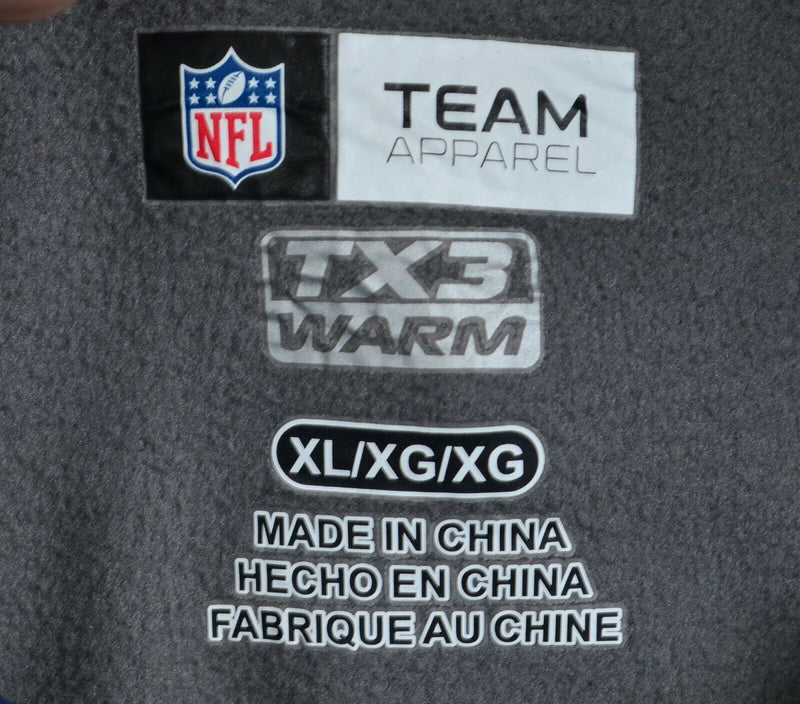 NFL
TEAM
APPAREL
TX3
WARM
XL/XG/XG
MADE IN CHINA
HECHO EN CHINA
FABRIQUE AU CHINE